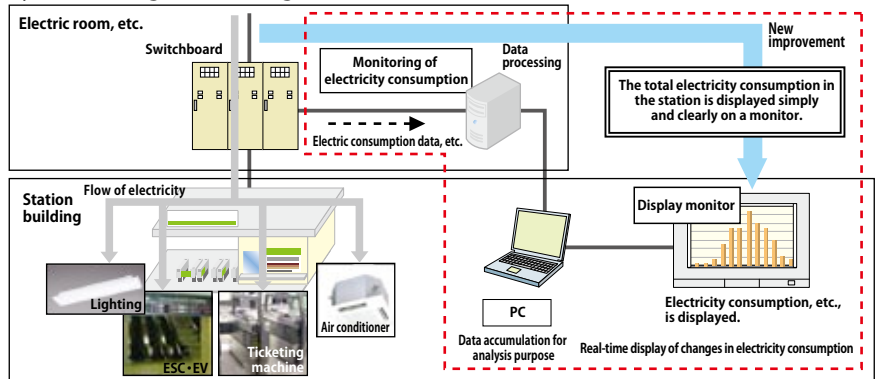 Electric room, etc.
Switchboard
Monitoring of
electricity consumption
Data
processing
Electric consumption data, etc.
New
improvement
The total electricity consumption in
the station is displayed simply
and clearly on a monitor.
Station
building
Flow of electricity
Lighting
ESC・EV
Ticketing
machine
Air conditioner
PC
Data accumulation for
analysis purpose
Display monitor
Electricity consumption, etc.,
is displayed.
Real-time display of changes in electricity consumption